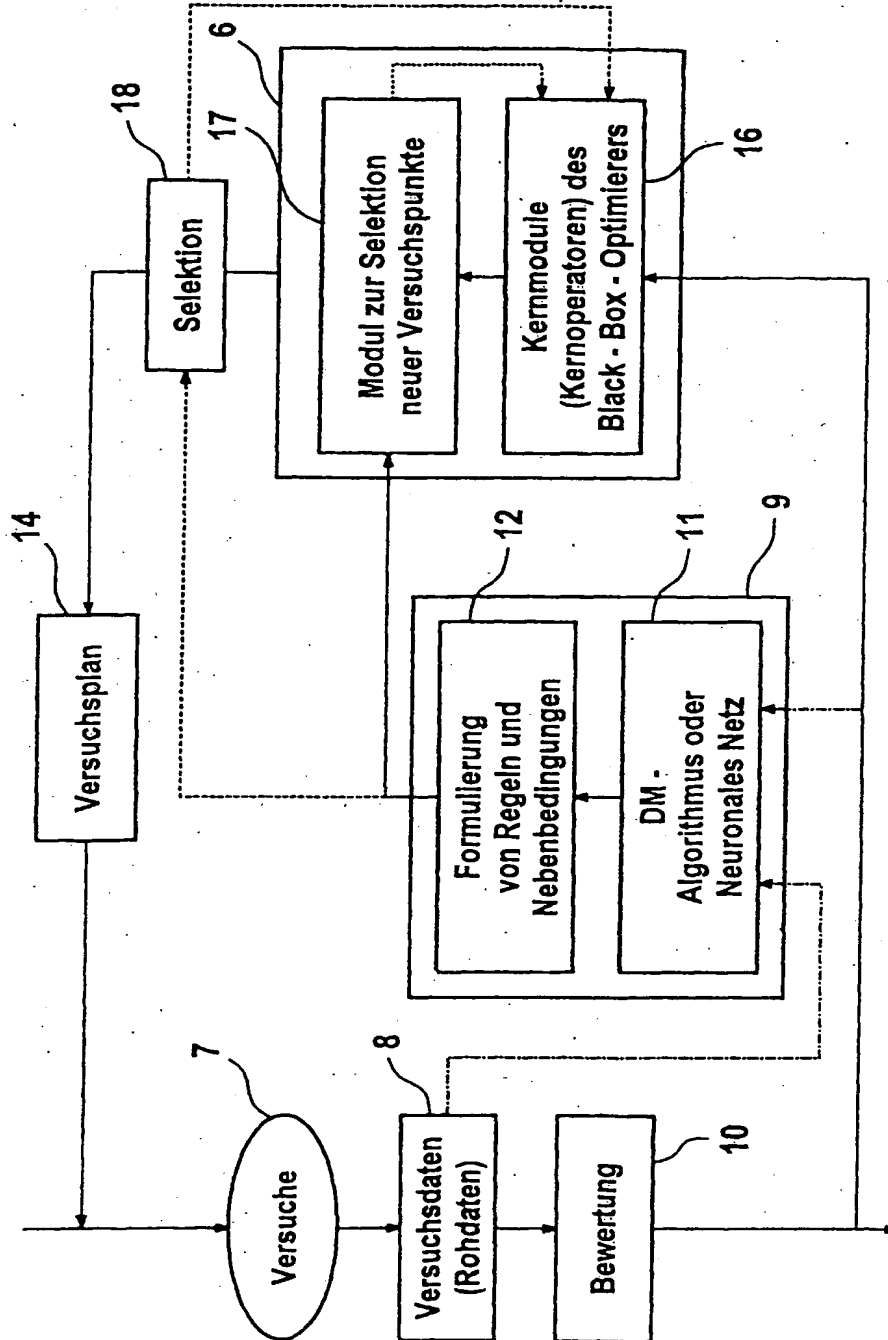 14
Versuchsplan
18
Selektion
6
17
Modul zur Selektion
neuer Versuchspunkte
Kernmodule
(Kernoperatoren) des
Black - Box - Optimierers
16
7
Versuche
8
Versuchsdaten
(Rohdaten)
10
Bewertung
12
Formulierung
von Regeln und
Nebenbedingungen
11
DM -
Algorithmus oder
Neuronales Netz
9